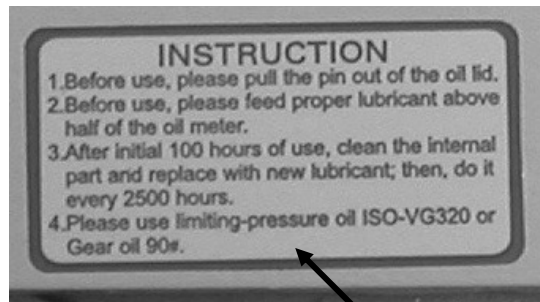 INSTRUCTION
1.Before use, please pull the pin out of the oil lid.
2.Before use, please feed proper lubricant above
half of the oil meter.
3.After initial 100 hours of use, clean the internal
part and replace with new lubricant; then, do it
every 2500 hours.
4.Please use limiting-pressure oil ISO-VG320 or
Gear oil 90#.